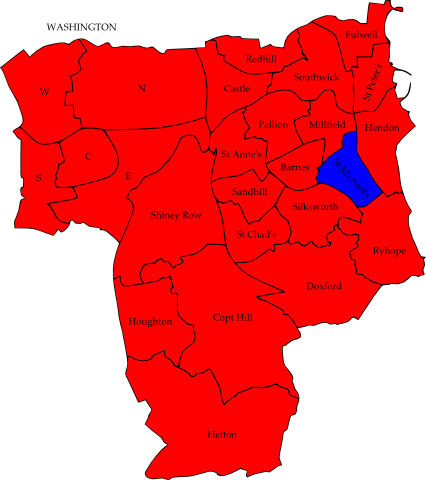 WASHINGTON
Fulwell
Redhill
Southwick
St Peter's
W
N
Castle
Pallion
Millfield
Hendon
C
St Anne's
Barnes
St Michael's
S
E
Sandhill
Silksworth
Shiney Row
St Chad's
Ryhope
Doxford
Houghton
Copt Hill
Hetton